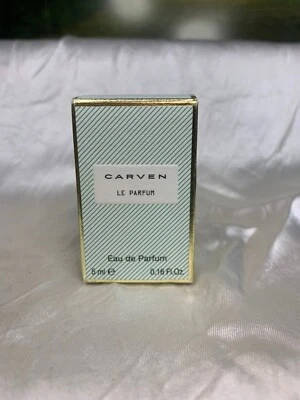 CARVEN
LE PARFUM
Eau de Parfum
5 ml ℮ 0.16 Fl.Oz.